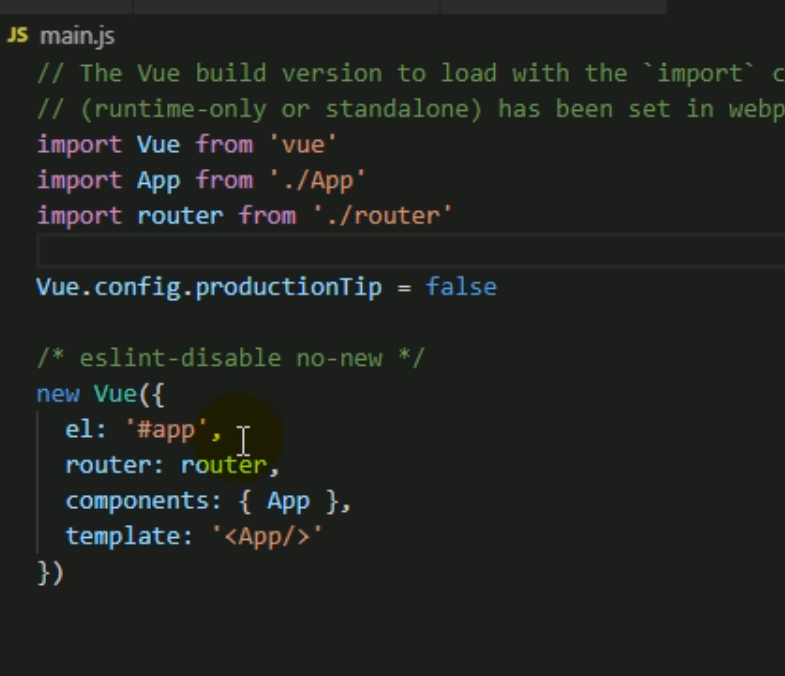 JS main.js
// The Vue build version to load with the `import` c
// (runtime-only or standalone) has been set in webp
import Vue from 'vue'
import App from './App'
import router from './router'
Vue.config.productionTip = false
/* eslint-disable no-new */
new Vue({
  el: '#app',
  router: router,
  components: { App },
  template: '<App/>'
})